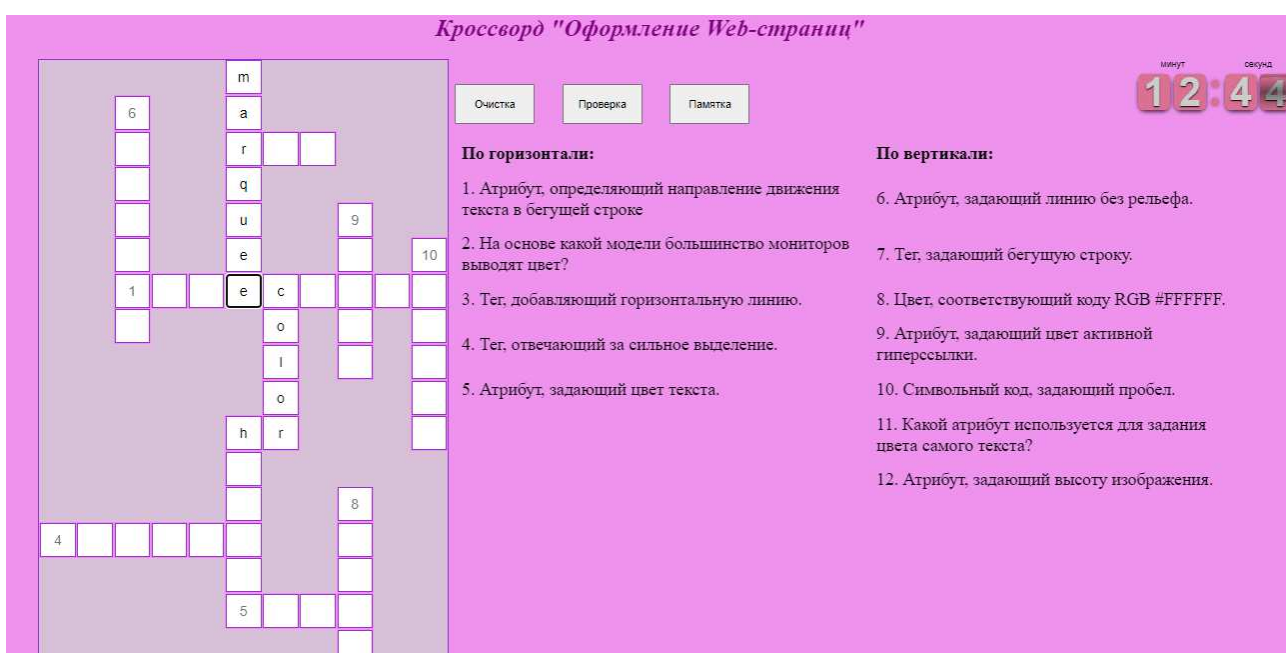 Кроссворд "Оформление Web-страниц"
минут секунд
12:44
Очистка Проверка Памятка
m
6 a
r
q
u 9
e 10
1 e c
o
l
o
h r
8
4
5
По горизонтали:
1. Атрибут, определяющий направление движения
текста в бегущей строке
2. На основе какой модели большинство мониторов
выводят цвет?
3. Тег, добавляющий горизонтальную линию.
4. Тег, отвечающий за сильное выделение.
5. Атрибут, задающий цвет текста.
По вертикали:
6. Атрибут, задающий линию без рельефа.
7. Тег, задающий бегущую строку.
8. Цвет, соответствующий коду RGB #FFFFFF.
9. Атрибут, задающий цвет активной
гиперссылки.
10. Символьный код, задающий пробел.
11. Какой атрибут используется для задания
цвета самого текста?
12. Атрибут, задающий высоту изображения.